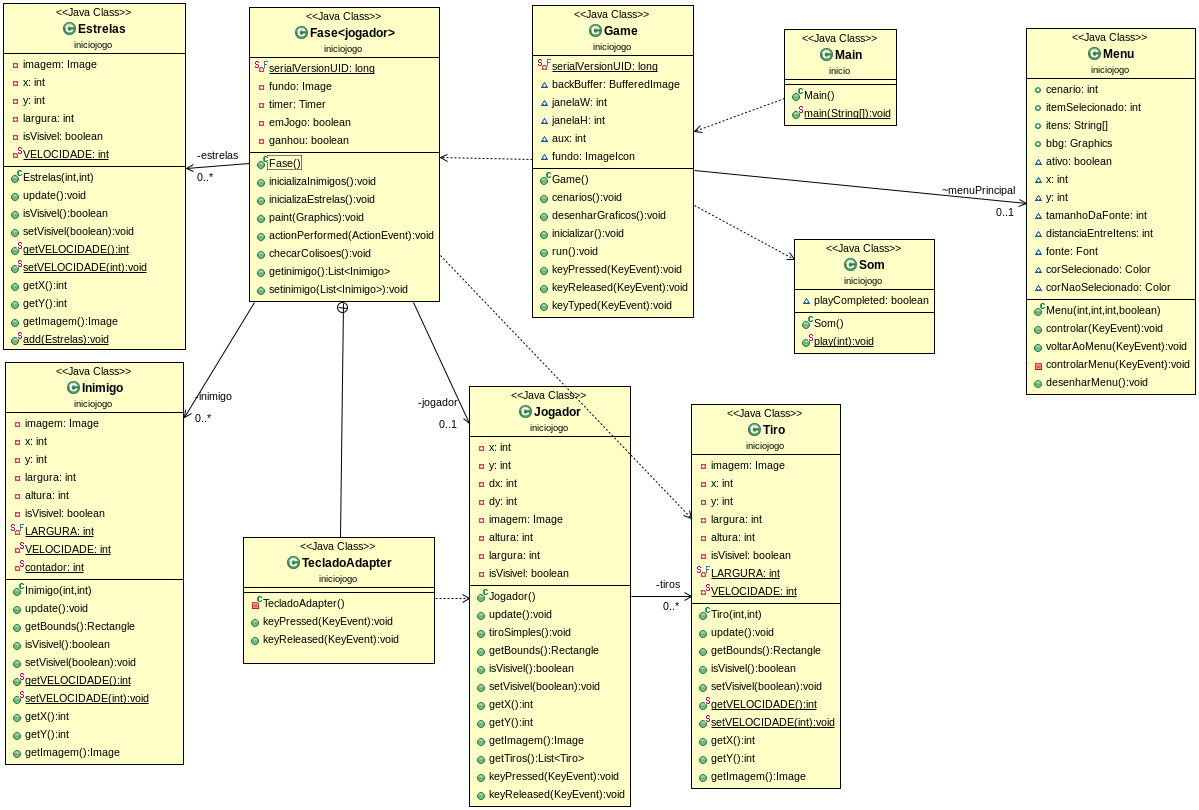 <<Java Class>>
Estrelas
iniciojogo
imagem: Image
x: int
y: int
largura: int
isVisivel: boolean
VELOCIDADE: int
Estrelas(int,int)
update():void
isVisivel():boolean
setVisivel(boolean):void
getVELOCIDADE():int
setVELOCIDADE(int):void
getX():int
getY():int
getImagem():Image
add(Estrelas):void
-estrelas
0..*
<<Java Class>>
Fase<jogador>
iniciojogo
serialVersionUID: long
fundo: Image
timer: Timer
emJogo: boolean
ganhou: boolean
Fase()
inicializaInimigos():void
inicializaEstrelas():void
paint(Graphics):void
actionPerformed(ActionEvent):void
checarColisoes():void
getinimigo():List<Inimigo>
setinimigo(List<Inimigo>):void
<<Java Class>>
Game
iniciojogo
serialVersionUID: long
backBuffer: BufferedImage
janelaW: int
janelaH: int
aux: int
fundo: ImageIcon
Game()
cenarios():void
desenharGraficos():void
inicializar():void
run():void
keyPressed(KeyEvent):void
keyReleased(KeyEvent):void
keyTyped(KeyEvent):void
<<Java Class>>
Main
inicio
Main()
main(String[]):void
~menuPrincipal
0..1
<<Java Class>>
Menu
iniciojogo
cenario: int
itemSelecionado: int
itens: String[]
bbg: Graphics
ativo: boolean
x: int
y: int
tamanhoDaFonte: int
distanciaEntreItens: int
fonte: Font
corSelecionado: Color
corNaoSelecionado: Color
Menu(int,int,int,boolean)
controlar(KeyEvent):void
voltarAoMenu(KeyEvent):void
controlarMenu(KeyEvent):void
desenharMenu():void
<<Java Class>>
Som
iniciojogo
playCompleted: boolean
Som()
play(int):void
<<Java Class>>
Inimigo
iniciojogo
imagem: Image
x: int
y: int
largura: int
altura: int
isVisivel: boolean
LARGURA: int
VELOCIDADE: int
contador: int
Inimigo(int,int)
update():void
getBounds():Rectangle
isVisivel():boolean
setVisivel(boolean):void
getVELOCIDADE():int
setVELOCIDADE(int):void
getX():int
getY():int
getImagem():Image
-inimigo
0..*
<<Java Class>>
TecladoAdapter
iniciojogo
TecladoAdapter()
keyPressed(KeyEvent):void
keyReleased(KeyEvent):void
-jogador
0..1
<<Java Class>>
Jogador
iniciojogo
x: int
y: int
dx: int
dy: int
imagem: Image
altura: int
largura: int
isVisivel: boolean
Jogador()
update():void
tiroSimples():void
getBounds():Rectangle
isVisivel():boolean
setVisivel(boolean):void
getX():int
getY():int
getImagem():Image
getTiros():List<Tiro>
keyPressed(KeyEvent):void
keyReleased(KeyEvent):void
-tiros
0..*
<<Java Class>>
Tiro
iniciojogo
imagem: Image
x: int
y: int
largura: int
altura: int
isVisivel: boolean
LARGURA: int
VELOCIDADE: int
Tiro(int,int)
update():void
getBounds():Rectangle
isVisivel():boolean
setVisivel(boolean):void
getVELOCIDADE():int
setVELOCIDADE(int):void
getX():int
getY():int
getImagem():Image